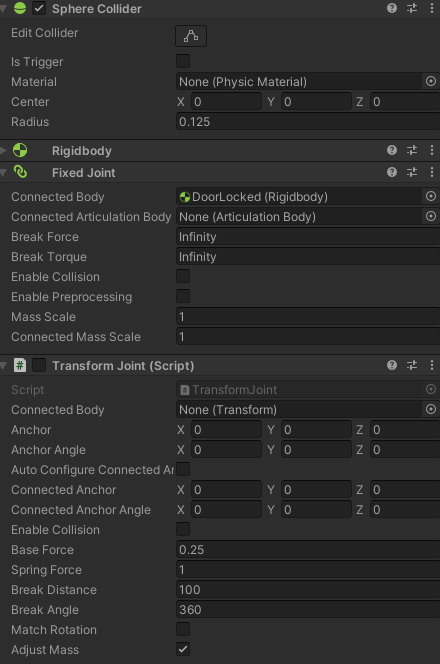 Sphere Collider
Edit Collider
Is Trigger
Material None (Physic Material)
Center X 0 Y 0 Z 0
Radius 0.125
Rigidbody
Fixed Joint
Connected Body DoorLocked (Rigidbody)
Connected Articulation Body None (Articulation Body)
Break Force Infinity
Break Torque Infinity
Enable Collision
Enable Preprocessing
Mass Scale 1
Connected Mass Scale 1
# Transform Joint (Script)
Script TransformJoint
Connected Body None (Transform)
Anchor X 0 Y 0 Z 0
Anchor Angle X 0 Y 0 Z 0
Auto Configure Connected Ar
Connected Anchor X 0 Y 0 Z 0
Connected Anchor Angle X 0 Y 0 Z 0
Enable Collision
Base Force 0.25
Spring Force 1
Break Distance 100
Break Angle 360
Match Rotation
Adjust Mass